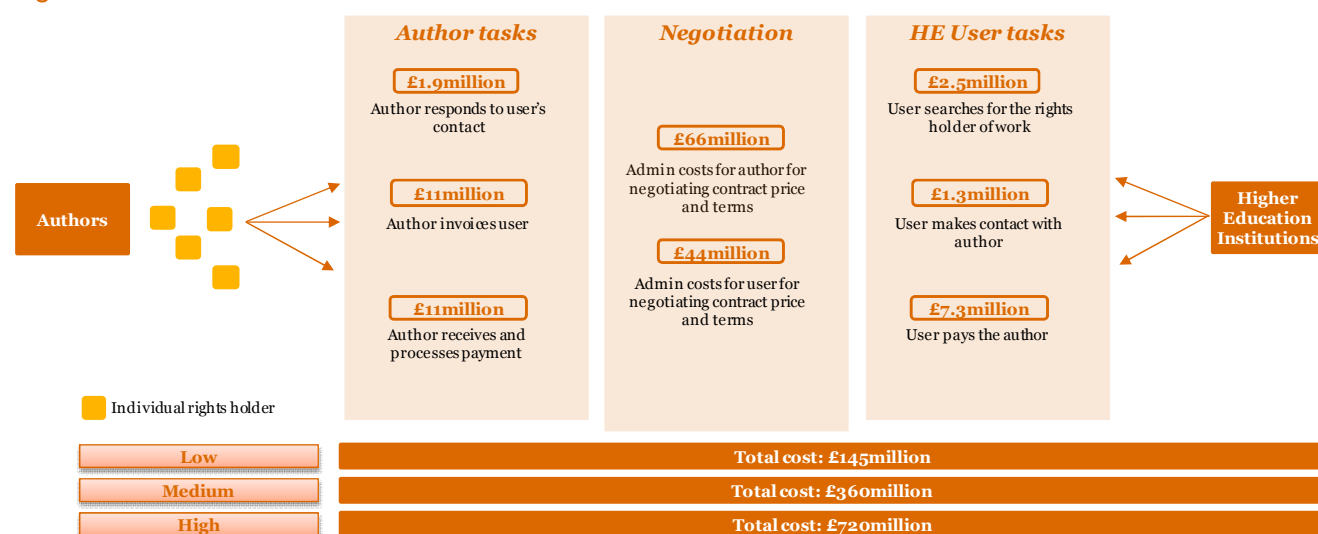 Author tasks
£1.9million
Author responds to user's
contact
£11million
Author invoices user
£11million
Author receives and
processes payment
Negotiation
£66million
Admin costs for author for
negotiating contract price
and terms
£44million
Admin costs for user for
negotiating contract price
and terms
HE User tasks
£2.5million
User searches for the rights
holder of work
£1.3million
User makes contact with
author
£7.3million
User pays the author
Authors
Higher
Education
Institutions
Individual rights holder
Low
Total cost: £145million
Medium
Total cost: £360million
High
Total cost: £720million